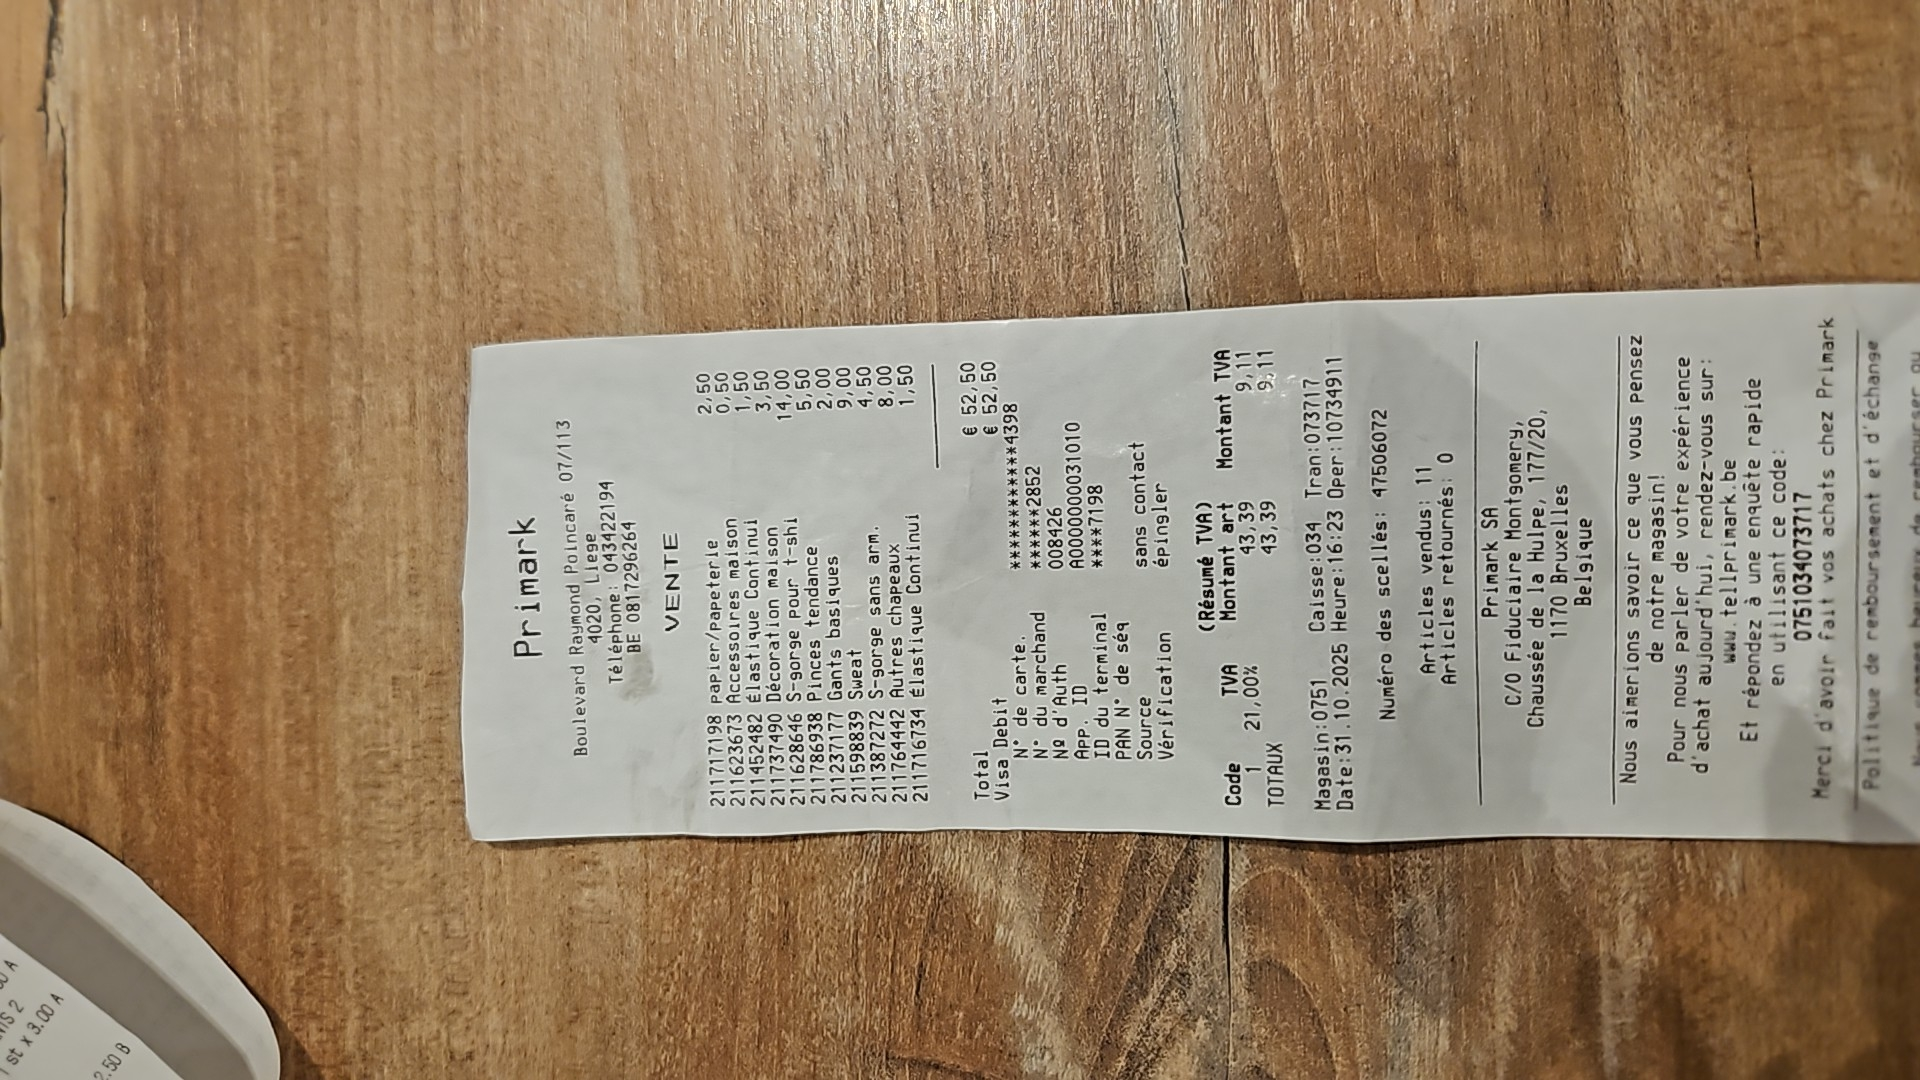 Primark
Boulevard Raymond Poincaré 07/113
4020, Liege
Téléphone: 043422194
BE 0817296264
VENTE
211717198 Papier/Papeterie 2,50
211623673 Accessoires maison 0,50
211452482 Élastique Continui 1,50
211737490 Décoration maison 3,50
211628646 S-gorge pour t-shi 14,00
211786938 Pinces tendance 5,50
211237177 Gants basiques 2,00
211598839 Sweat 9,00
211387272 S-gorge sans arm. 4,50
211764442 Autres chapeaux 8,00
211716734 Élastique Continui 1,50
Total € 52,50
Visa Debit € 52,50
N° de carte. ************4398
N° du marchand *****2852
Nº d'Auth 008426
App. ID A0000000031010
ID du terminal ****7198
PAN N° de séq
Source sans contact
Vérification épingler
(Résumé TVA)
Code TVA Montant art Montant TVA
1 21,00% 43,39 9,11
TOTAUX 43,39 9,11
Magasin:0751 Caisse:034 Tran:073717
Date:31.10.2025 Heure:16:23 Oper:10734911
Numéro des scellés: 47506072
Articles vendus: 11
Articles retournés: 0
Primark SA
C/O Fiduciaire Montgomery,
Chaussée de la Hulpe, 177/20,
1170 Bruxelles
Belgique
Nous aimerions savoir ce que vous pensez
de notre magasin!
Pour nous parler de votre expérience
d'achat aujourd'hui, rendez-vous sur:
www.tellprimark.be
Et répondez à une enquête rapide
en utilisant ce code:
0751034073717
Merci d'avoir fait vos achats chez Primark
Politique de remboursement et d'échange
1 st x 3.00 A
2.50 B